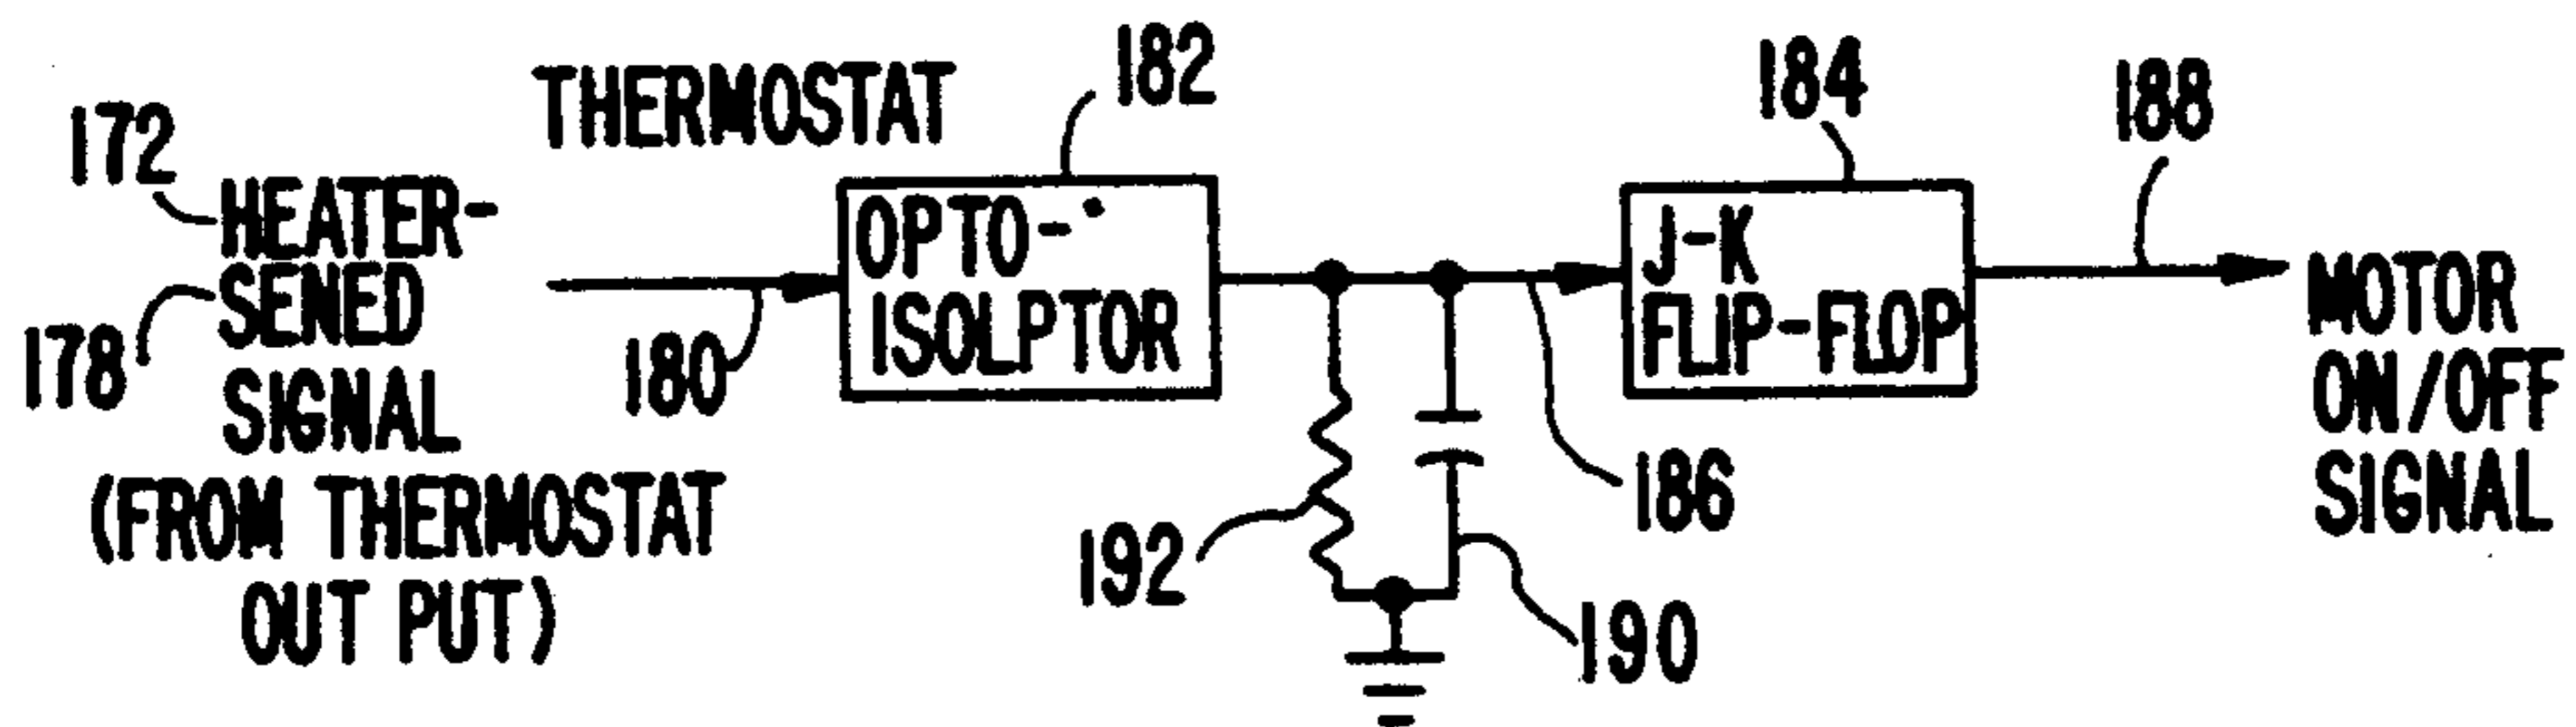 THERMOSTAT
182
184
188
172
HEATER-
SENED
178
SIGNAL
(FROM THERMOSTAT
OUT PUT)
180
OPTO-
ISOLPTOR
J-K
FLIP-FLOP
MOTOR
ON/OFF
SIGNAL
192
186
190